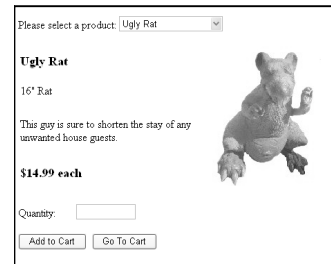 Please select a product: Ugly Rat
Ugly Rat
16" Rat
This guy is sure to shorten the stay of any
unwanted house guests.
$14.99 each
Quantity:
Add to Cart Go To Cart